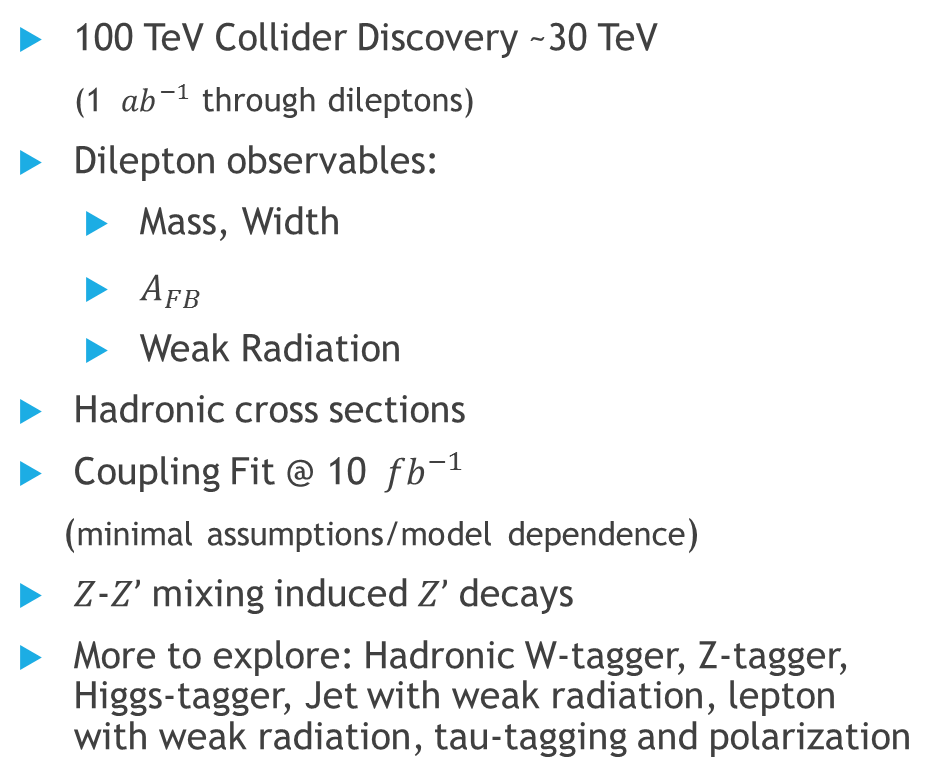 ► 100 TeV Collider Discovery ~30 TeV
(1 ab⁻¹ through dileptons)
► Dilepton observables:
► Mass, Width
► A_FB
► Weak Radiation
► Hadronic cross sections
► Coupling Fit @ 10 fb⁻¹
(minimal assumptions/model dependence)
► Z-Z’ mixing induced Z’ decays
► More to explore: Hadronic W-tagger, Z-tagger,
Higgs-tagger, Jet with weak radiation, lepton
with weak radiation, tau-tagging and polarization